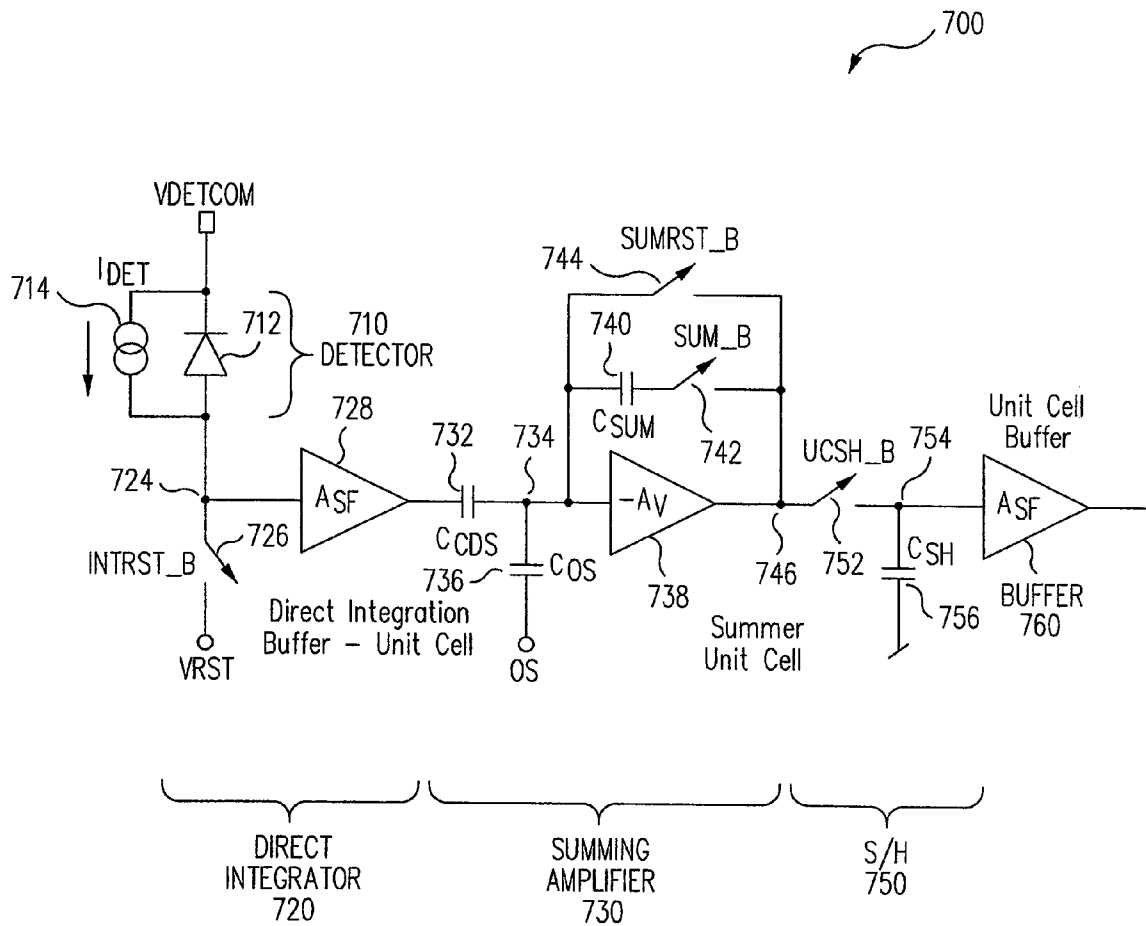 700
VDETCOM
IDET
714
712
710
DETECTOR
SUMRST_B
744
740
SUM_B
CSUM
742
728
732
734
724
ASF
CCDS
726
INTRST_B
736
COS
-AV
738
746
UCSH_B
752
754
CSH
756
Unit Cell
Buffer
ASF
BUFFER
760
Direct Integration
Buffer – Unit Cell
VRST
OS
Summer
Unit Cell
DIRECT
INTEGRATOR
720
SUMMING
AMPLIFIER
730
S/H
750